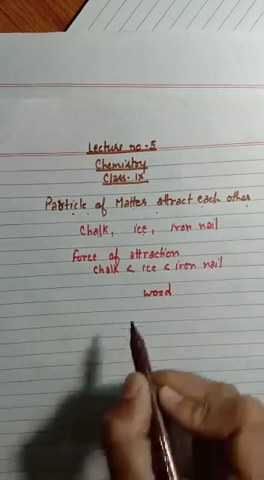 Lecture no-5
Chemistry
Class-IX
Particle of Matter attract each other
Chalk, ice, iron nail
Force of attraction
Chalk < ice < iron nail
wood